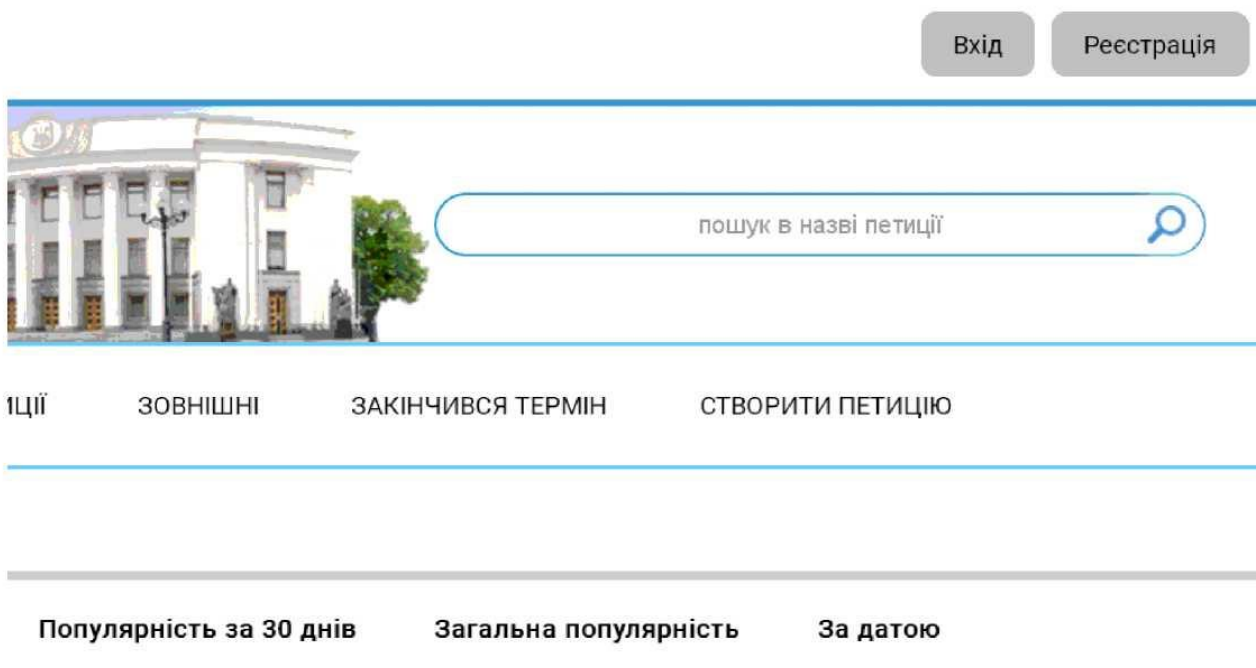 Вхід Реєстрація
пошук в назві петиції
ЗОВНІШНІ ЗАКІНЧИВСЯ ТЕРМІН СТВОРИТИ ПЕТИЦІЮ
Популярність за 30 днів Загальна популярність За датою